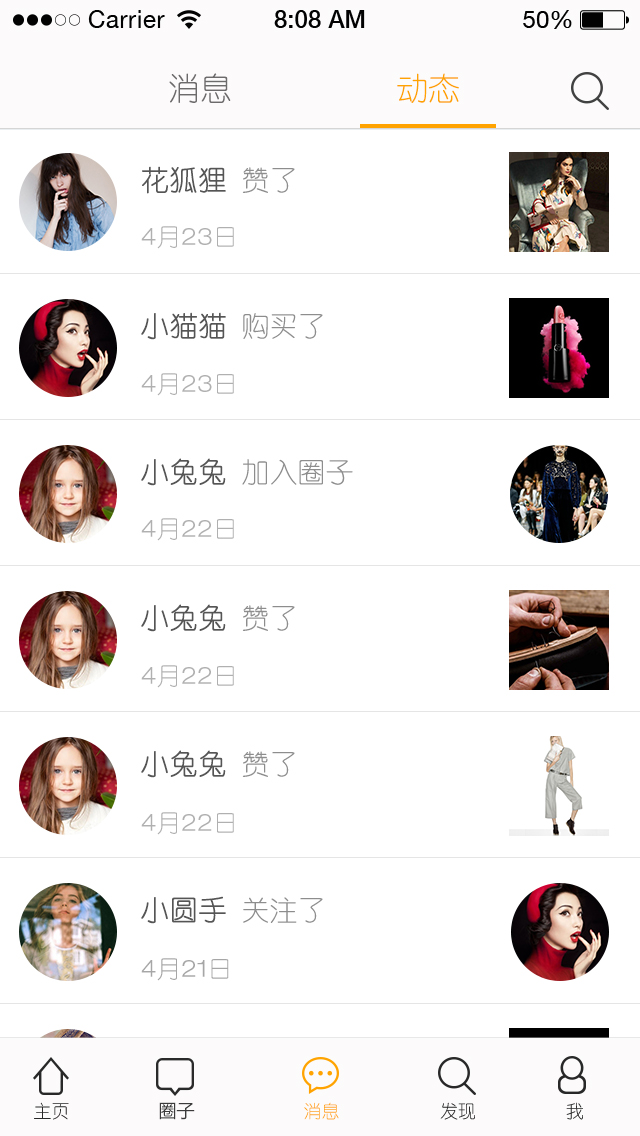 Carrier 8:08 AM 50%
消息 动态
花狐狸 赞了
4月23日
小猫猫 购买了
4月23日
小兔兔 加入圈子
4月22日
小兔兔 赞了
4月22日
小兔兔 赞了
4月22日
小圆手 关注了
4月21日
主页 圈子 消息 发现 我